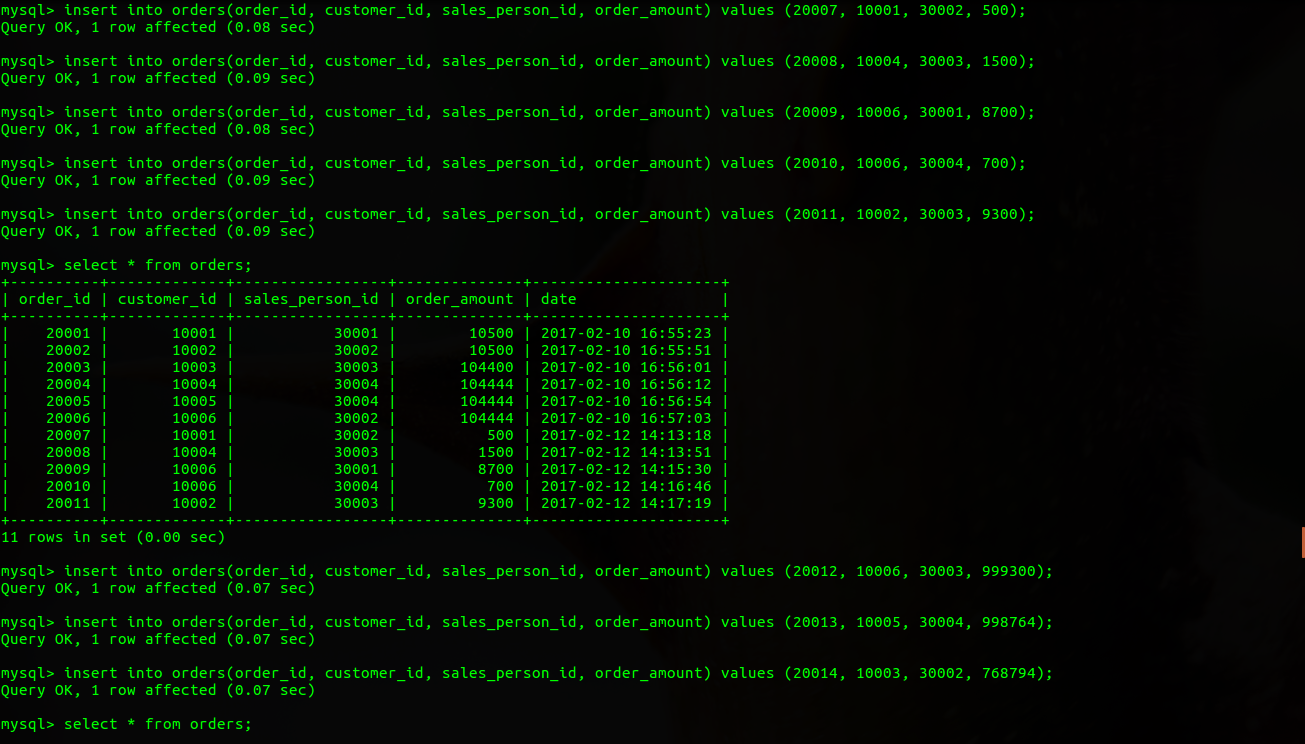 mysql> insert into orders(order_id, customer_id, sales_person_id, order_amount) values (20007, 10001, 30002, 500);
Query OK, 1 row affected (0.08 sec)
mysql> insert into orders(order_id, customer_id, sales_person_id, order_amount) values (20008, 10004, 30003, 1500);
Query OK, 1 row affected (0.09 sec)
mysql> insert into orders(order_id, customer_id, sales_person_id, order_amount) values (20009, 10006, 30001, 8700);
Query OK, 1 row affected (0.08 sec)
mysql> insert into orders(order_id, customer_id, sales_person_id, order_amount) values (20010, 10006, 30004, 700);
Query OK, 1 row affected (0.09 sec)
mysql> insert into orders(order_id, customer_id, sales_person_id, order_amount) values (20011, 10002, 30003, 9300);
Query OK, 1 row affected (0.09 sec)
mysql> select * from orders;
+----------+-------------+-----------------+--------------+---------------------+
| order_id | customer_id | sales_person_id | order_amount | date                |
+----------+-------------+-----------------+--------------+---------------------+
|    20001 |       10001 |           30001 |        10500 | 2017-02-10 16:55:23 |
|    20002 |       10002 |           30002 |        10500 | 2017-02-10 16:55:51 |
|    20003 |       10003 |           30003 |       104400 | 2017-02-10 16:56:01 |
|    20004 |       10004 |           30004 |       104444 | 2017-02-10 16:56:12 |
|    20005 |       10005 |           30004 |       104444 | 2017-02-10 16:56:54 |
|    20006 |       10006 |           30002 |       104444 | 2017-02-10 16:57:03 |
|    20007 |       10001 |           30002 |          500 | 2017-02-12 14:13:18 |
|    20008 |       10004 |           30003 |         1500 | 2017-02-12 14:13:51 |
|    20009 |       10006 |           30001 |         8700 | 2017-02-12 14:15:30 |
|    20010 |       10006 |           30004 |          700 | 2017-02-12 14:16:46 |
|    20011 |       10002 |           30003 |         9300 | 2017-02-12 14:17:19 |
+----------+-------------+-----------------+--------------+---------------------+
11 rows in set (0.00 sec)
mysql> insert into orders(order_id, customer_id, sales_person_id, order_amount) values (20012, 10006, 30003, 999300);
Query OK, 1 row affected (0.07 sec)
mysql> insert into orders(order_id, customer_id, sales_person_id, order_amount) values (20013, 10005, 30004, 998764);
Query OK, 1 row affected (0.07 sec)
mysql> insert into orders(order_id, customer_id, sales_person_id, order_amount) values (20014, 10003, 30002, 768794);
Query OK, 1 row affected (0.07 sec)
mysql> select * from orders;